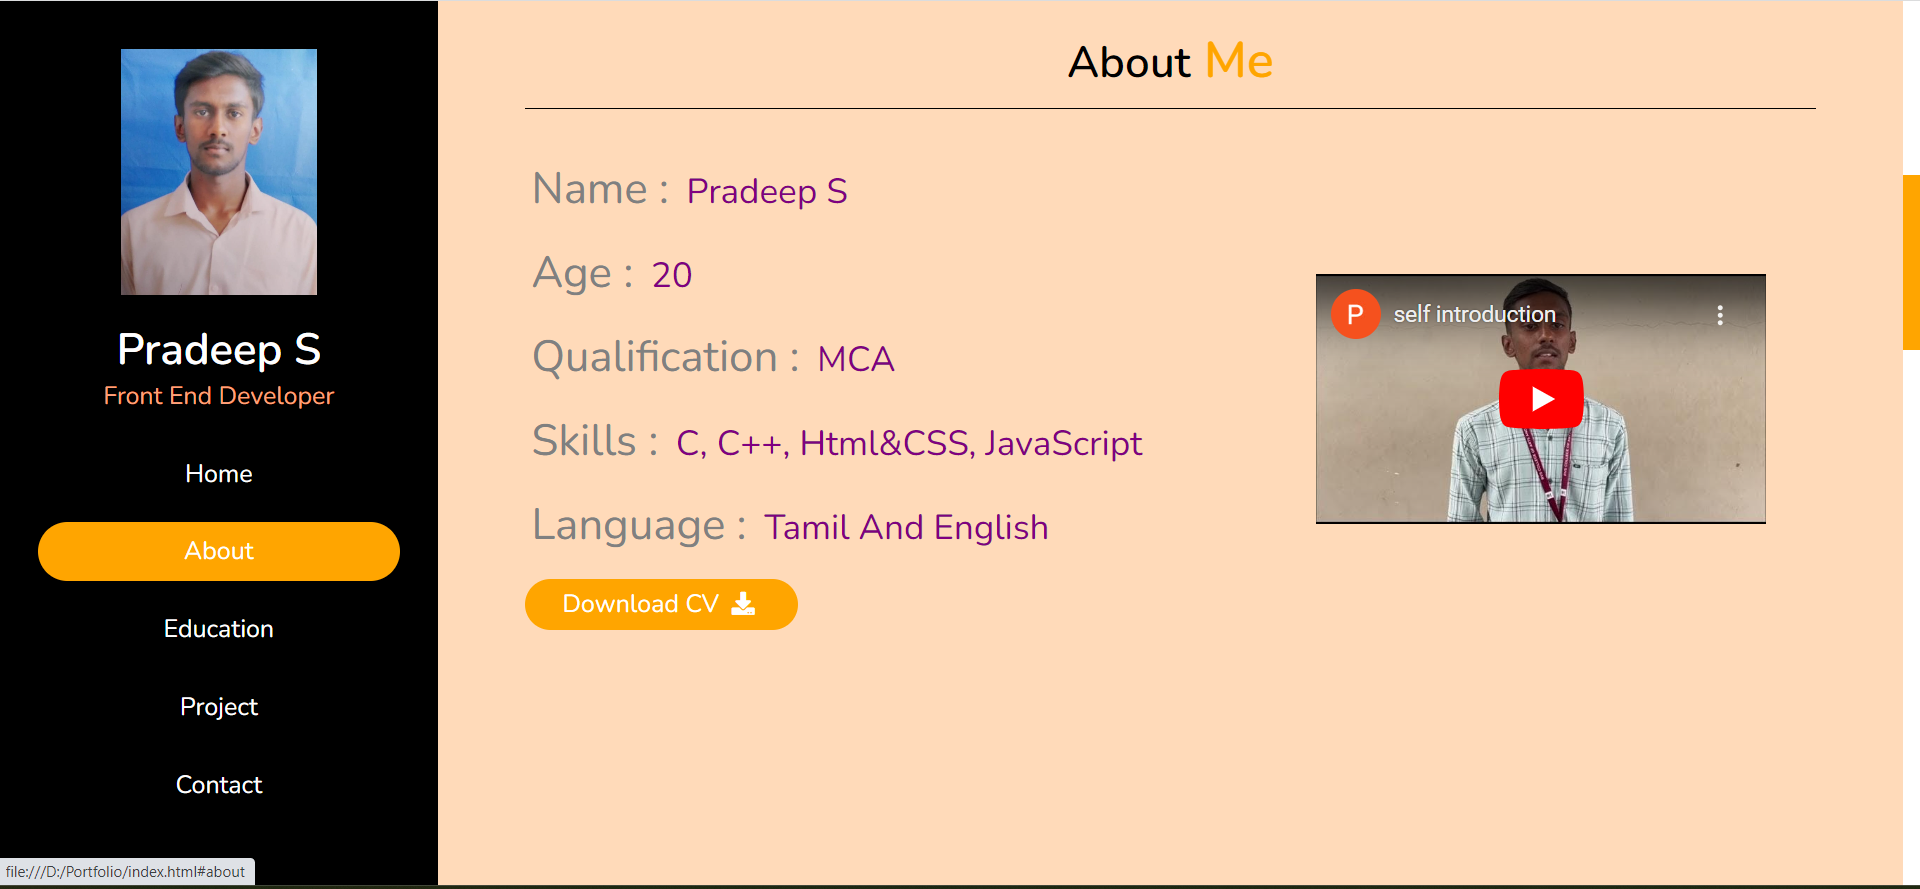 Pradeep S
Front End Developer
Home
About
Education
Project
Contact
file:///D:/Portfolio/index.html#about
About Me
Name : Pradeep S
Age : 20
Qualification : MCA
Skills : C, C++, Html&CSS, JavaScript
Language : Tamil And English
Download CV
P self introduction